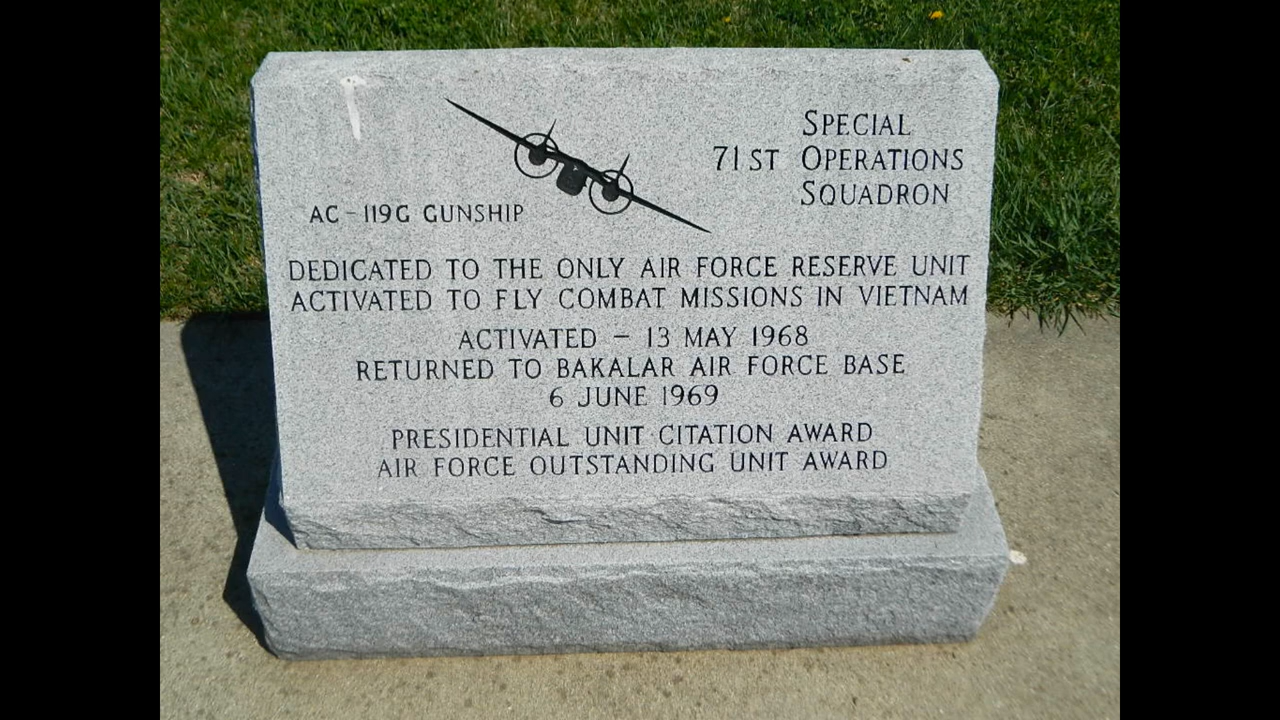 SPECIAL
71ST OPERATIONS
SQUADRON
AC-119G GUNSHIP
DEDICATED TO THE ONLY AIR FORCE RESERVE UNIT
ACTIVATED TO FLY COMBAT MISSIONS IN VIETNAM
ACTIVATED – 13 MAY 1968
RETURNED TO BAKALAR AIR FORCE BASE
6 JUNE 1969
PRESIDENTIAL UNIT CITATION AWARD
AIR FORCE OUTSTANDING UNIT AWARD